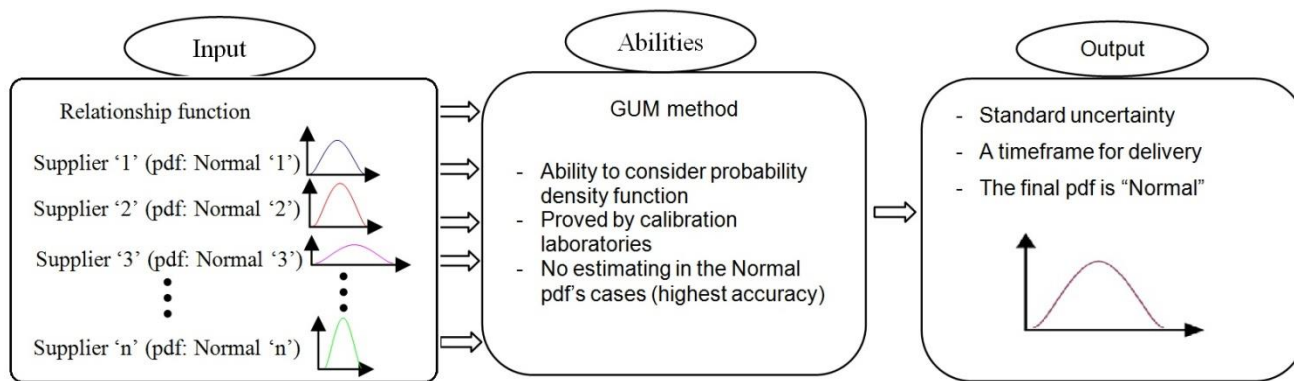 Input
Relationship function
Supplier ‘1’ (pdf: Normal ‘1’)
Supplier ‘2’ (pdf: Normal ‘2’)
Supplier ‘3’ (pdf: Normal ‘3’)
Supplier ‘n’ (pdf: Normal ‘n’)
Abilities
GUM method
- Ability to consider probability
density function
- Proved by calibration
laboratories
- No estimating in the Normal
pdf’s cases (highest accuracy)
Output
- Standard uncertainty
- A timeframe for delivery
- The final pdf is “Normal”